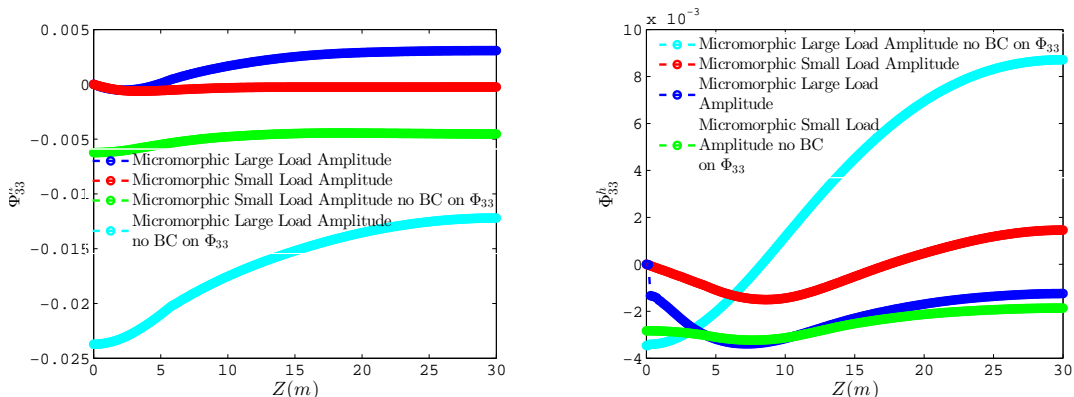 0.005
0
-0.005
-0.01
-0.015
-0.02
-0.025
0 5 10 15 20 25 30
Z(m)
Micromorphic Large Load Amplitude
Micromorphic Small Load Amplitude
Micromorphic Small Load Amplitude no BC on Φ33
Micromorphic Large Load Amplitude
no BC on Φ33
x 10^-3
10
8
6
4
2
0
-2
-4
0 5 10 15 20 25 30
Z(m)
Φ^h_33
Micromorphic Large Load Amplitude no BC on Φ33
Micromorphic Small Load Amplitude
Micromorphic Large Load
Amplitude
Micromorphic Small Load
Amplitude no BC
on Φ33